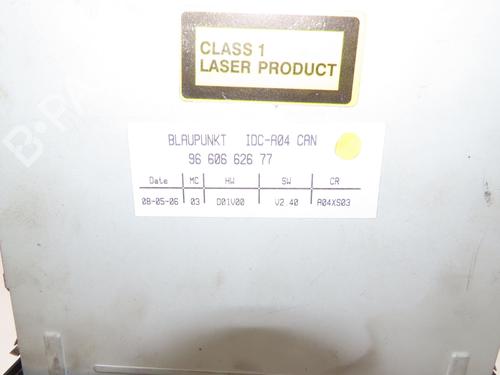 CLASS 1
LASER PRODUCT
BLAUPUNKT IDC-A04 CAN
96 606 626 77
Date MC HW SW CR
08-05-06 03 D01V00 V2.40 A04XS03
B-PA